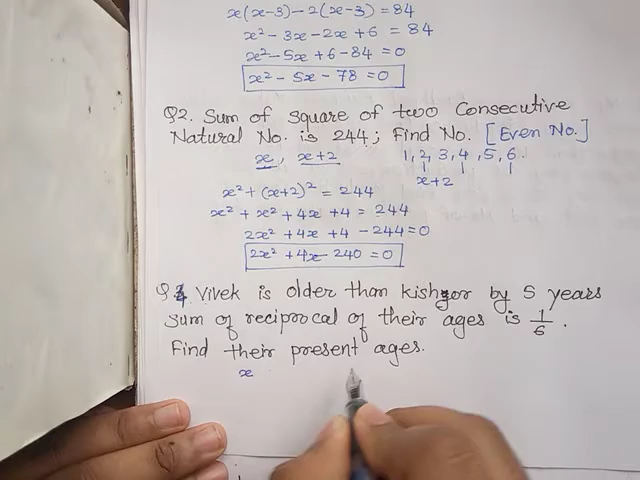 x(x-3)-2(x-3)=84
x²-3x-2x+6 = 84
x²-5x+6-84=0
x²-5x-78=0
Q2. Sum of square of two Consecutive
Natural No. is 244; Find No. [Even No.]
x, x+2 1, 2, 3, 4, 5, 6.
x+2
x²+(x+2)²=244
x²+x²+4x+4=244
2x²+4x+4-244=0
2x²+4x-240=0
Vivek is older than kishor by 5 years
Sum of reciprocal of their ages is 1/6.
Find their present ages.
x